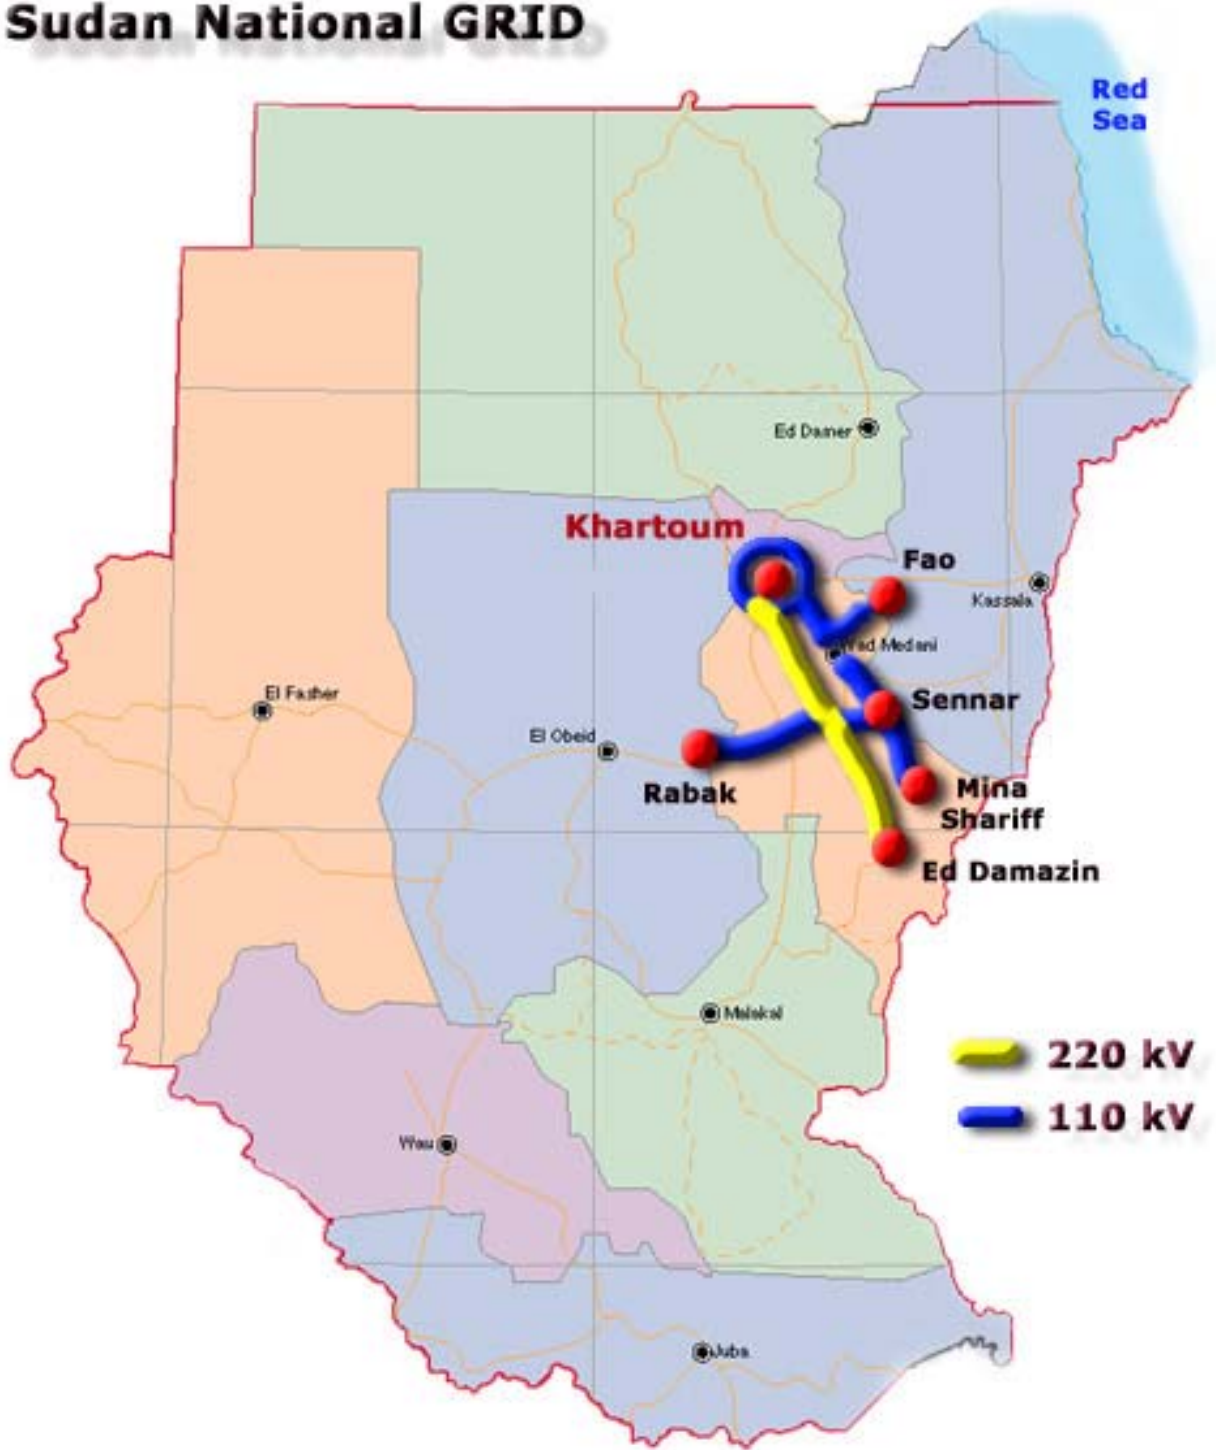 Sudan National GRID
Red
Sea
Ed Damer
Khartoum
Fao
Kassala
Wad Medani
El Fasher
Sennar
El Obeid
Rabak
Mina
Shariff
Ed Damazin
Malakal
220 kV
110 kV
Wau
Juba